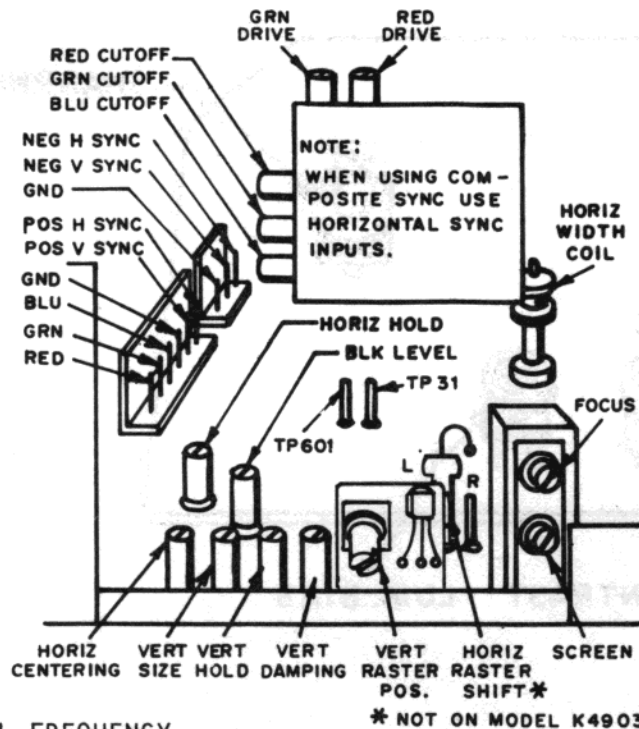 GRN DRIVE
RED DRIVE
RED CUTOFF
GRN CUTOFF
BLU CUTOFF
NEG H SYNC
NEG V SYNC
GND
POS H SYNC
POS V SYNC
GND
BLU
GRN
RED
NOTE:
WHEN USING COM-
POSITE SYNC USE
HORIZONTAL SYNC
INPUTS.
HORIZ
WIDTH
COIL
HORIZ HOLD
BLK LEVEL
TP31
TP601
L
R
FOCUS
HORIZ
CENTERING
VERT
SIZE
VERT
HOLD
VERT
DAMPING
VERT
RASTER
POS.
HORIZ
RASTER
SHIFT*
SCREEN
* NOT ON MODEL K4903
FREQUENCY